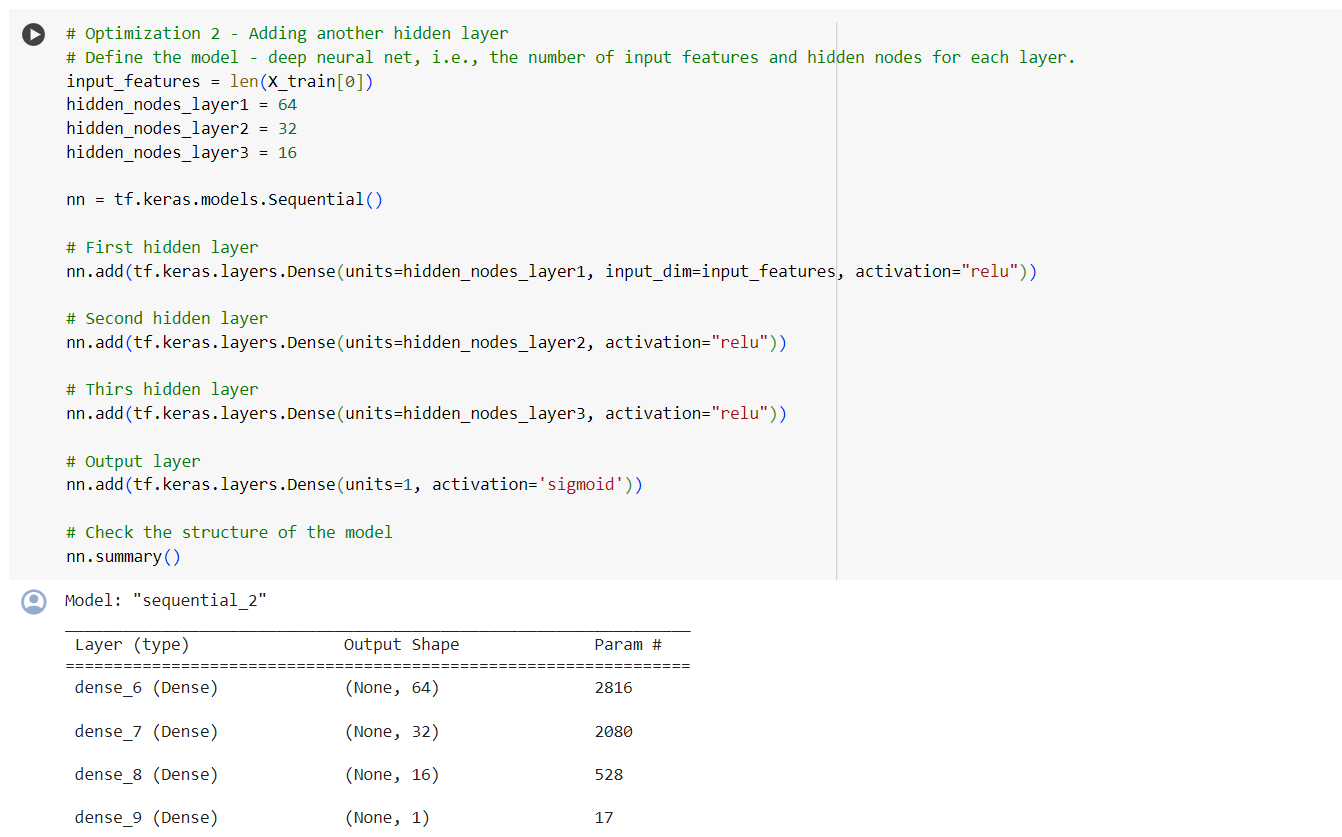 # Optimization 2 - Adding another hidden layer
# Define the model - deep neural net, i.e., the number of input features and hidden nodes for each layer.
input_features = len(X_train[0])
hidden_nodes_layer1 = 64
hidden_nodes_layer2 = 32
hidden_nodes_layer3 = 16
nn = tf.keras.models.Sequential()
# First hidden layer
nn.add(tf.keras.layers.Dense(units=hidden_nodes_layer1, input_dim=input_features, activation="relu"))
# Second hidden layer
nn.add(tf.keras.layers.Dense(units=hidden_nodes_layer2, activation="relu"))
# Thirs hidden layer
nn.add(tf.keras.layers.Dense(units=hidden_nodes_layer3, activation="relu"))
# Output layer
nn.add(tf.keras.layers.Dense(units=1, activation='sigmoid'))
# Check the structure of the model
nn.summary()
Model: "sequential_2"
_________________________________________________________________
Layer (type) Output Shape Param #
=================================================================
dense_6 (Dense) (None, 64) 2816
dense_7 (Dense) (None, 32) 2080
dense_8 (Dense) (None, 16) 528
dense_9 (Dense) (None, 1) 17